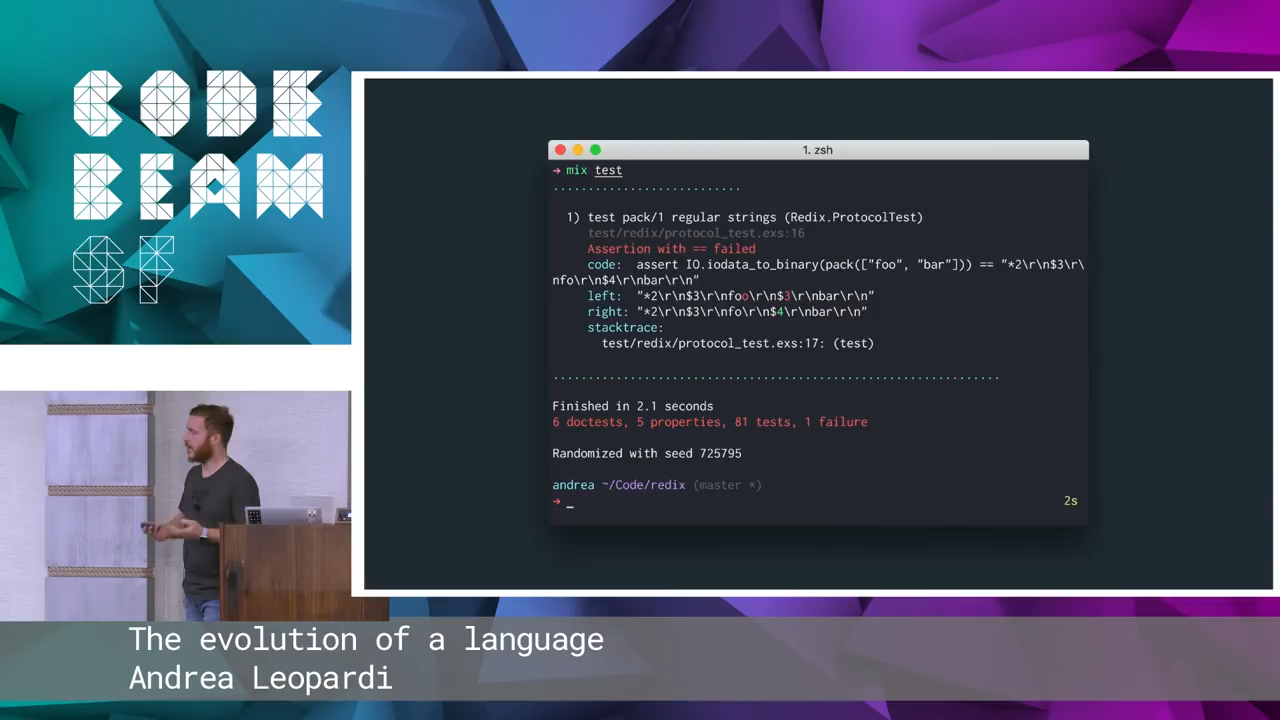 CODE
BEAM
SF
1. zsh
➜ mix test
...........................
1) test pack/1 regular strings (Redix.ProtocolTest)
test/redix/protocol_test.exs:16
Assertion with == failed
code: assert IO.iodata_to_binary(pack(["foo", "bar"])) == "*2\r\n$3\r\
nfo\r\n$4\r\nbar\r\n"
left: "*2\r\n$3\r\nfoo\r\n$3\r\nbar\r\n"
right: "*2\r\n$3\r\nfo\r\n$4\r\nbar\r\n"
stacktrace:
test/redix/protocol_test.exs:17: (test)
................................................................
Finished in 2.1 seconds
6 doctests, 5 properties, 81 tests, 1 failure
Randomized with seed 725795
andrea ~/Code/redix (master *)
➜ _
2s
The evolution of a language
Andrea Leopardi